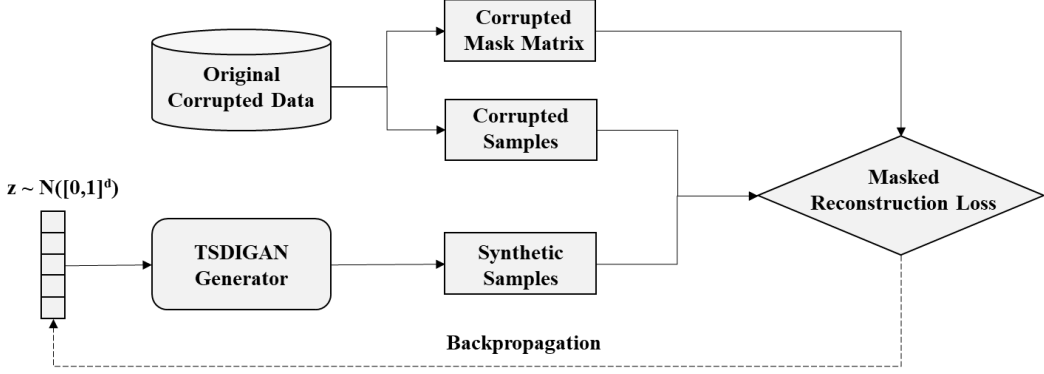 Corrupted
Mask Matrix
Original
Corrupted Data
Corrupted
Samples
Masked
Reconstruction Loss
z ~ N([0,1]ᵈ)
TSDIGAN
Generator
Synthetic
Samples
Backpropagation